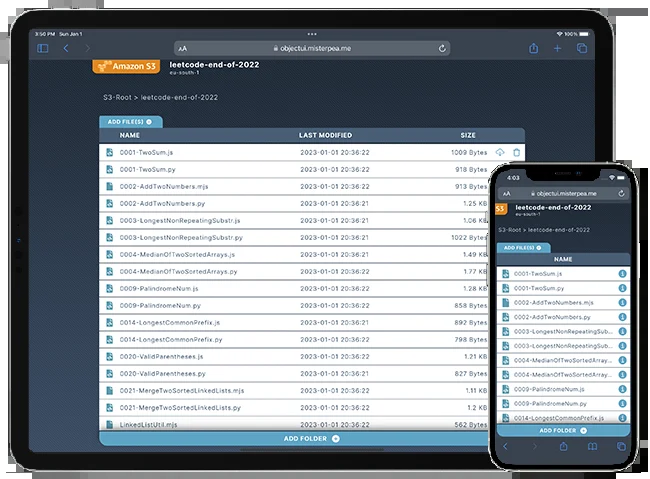 3:50 PM Sun Jan 1
100%
AA objectui.misterpea.me
Amazon S3
leetcode-end-of-2022
eu-south-1
S3-Root > leetcode-end-of-2022
ADD FILE(S)
NAME LAST MODIFIED SIZE
0001-TwoSum.js 2023-01-01 20:36:22 1009 Bytes
0001-TwoSum.py 2023-01-01 20:36:22 918 Bytes
0002-AddTwoNumbers.mjs 2023-01-01 20:36:22 913 Bytes
0002-AddTwoNumbers.py 2023-01-01 20:36:22 1.25 KB
0003-LongestNonRepeatingSubstr.js 2023-01-01 20:36:21 1.06 KB
0003-LongestNonRepeatingSubstr.py 2023-01-01 20:36:22 1022 Bytes
0004-MedianOfTwoSortedArrays.js 2023-01-01 20:36:21 1.49 KB
0004-MedianOfTwoSortedArrays.py 2023-01-01 20:36:22 1.77 KB
0009-PalindromeNum.js 2023-01-01 20:36:22 1.28 KB
0009-PalindromeNum.py 2023-01-01 20:36:22 858 Bytes
0014-LongestCommonPrefix.js 2023-01-01 20:36:21 892 Bytes
0014-LongestCommonPrefix.py 2023-01-01 20:36:22 798 Bytes
0020-ValidParentheses.js 2023-01-01 20:36:22 1.21 KB
0020-ValidParentheses.py 2023-01-01 20:36:21 827 Bytes
0021-MergeTwoSortedLinkedLists.mjs 2023-01-01 20:36:22 1.11 KB
0021-MergeTwoSortedLinkedLists.py 2023-01-01 20:36:22 1.2 KB
LinkedListUtil.mjs 2023-01-01 20:36:22 562 Bytes
ADD FOLDER
4:03
AA objectui.misterpea.me
S3
leetcode-end-of-2022
eu-south-1
S3-Root > leetcode-end-of-2022
ADD FILE(S)
NAME
0001-TwoSum.js
0001-TwoSum.py
0002-AddTwoNumbers.mjs
0002-AddTwoNumbers.py
0003-LongestNonRepeatingSub...
0003-LongestNonRepeatingSub...
0004-MedianOfTwoSortedArray...
0004-MedianOfTwoSortedArray...
0009-PalindromeNum.js
0009-PalindromeNum.py
0014-LongestCommonPrefix.js
ADD FOLDER